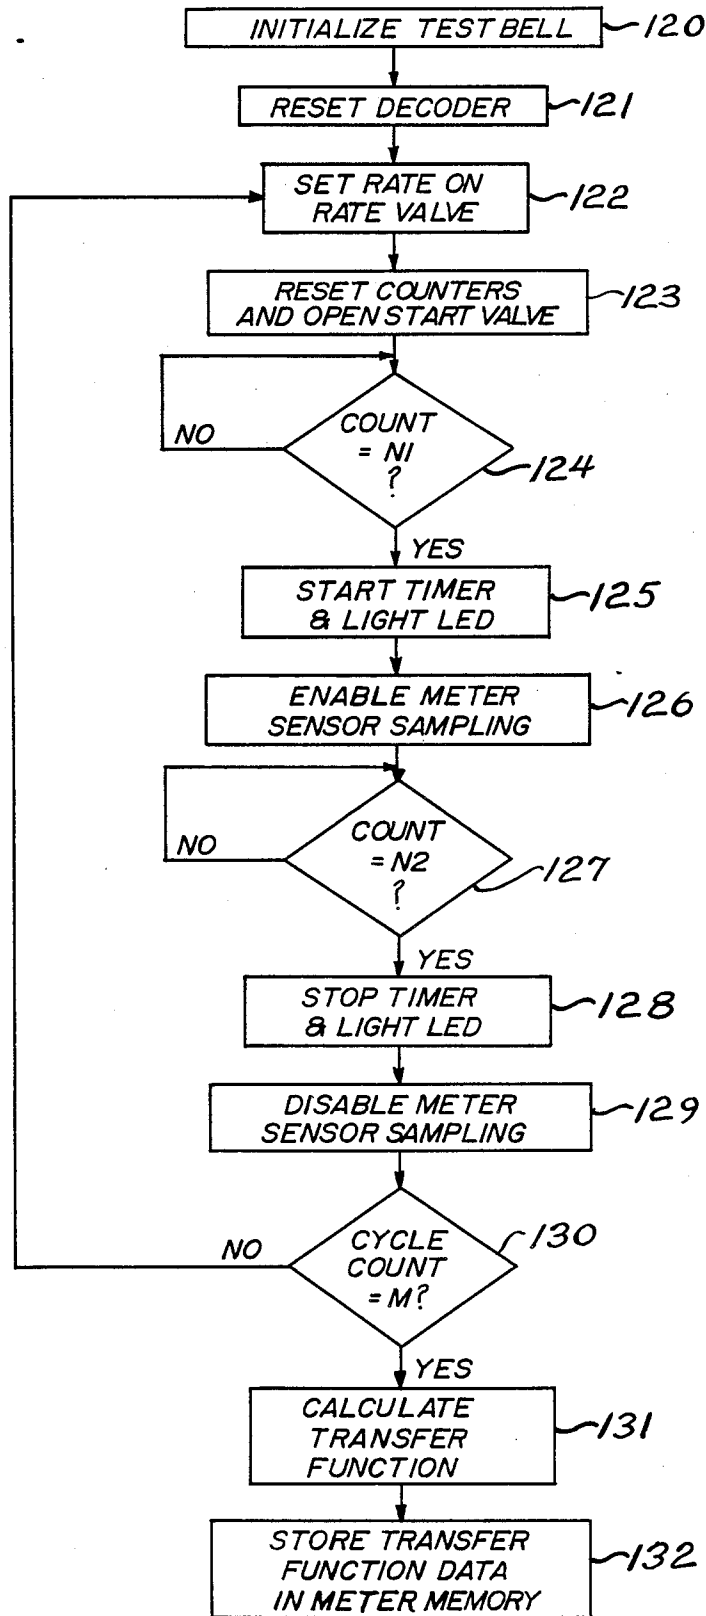 INITIALIZE TEST BELL 120
RESET DECODER 121
SET RATE ON
RATE VALVE 122
RESET COUNTERS
AND OPEN START VALVE 123
COUNT
= N1
?
NO
124
YES
START TIMER
& LIGHT LED 125
ENABLE METER
SENSOR SAMPLING 126
COUNT
= N2
?
NO
127
YES
STOP TIMER
& LIGHT LED 128
DISABLE METER
SENSOR SAMPLING 129
CYCLE
COUNT
= M?
NO
130
YES
CALCULATE
TRANSFER
FUNCTION 131
STORE TRANSFER
FUNCTION DATA
IN METER MEMORY 132